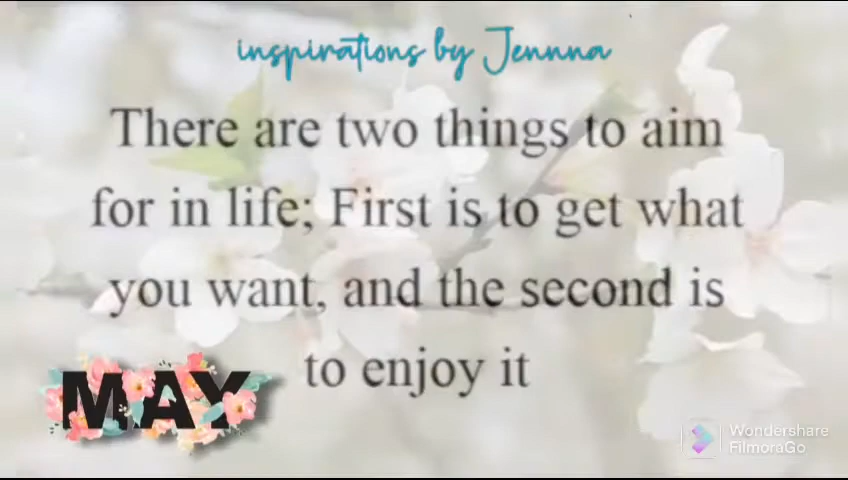 inspirations by Jennna
There are two things to aim
for in life; First is to get what
you want, and the second is
to enjoy it
MAY
Wondershare
FilmoraGo